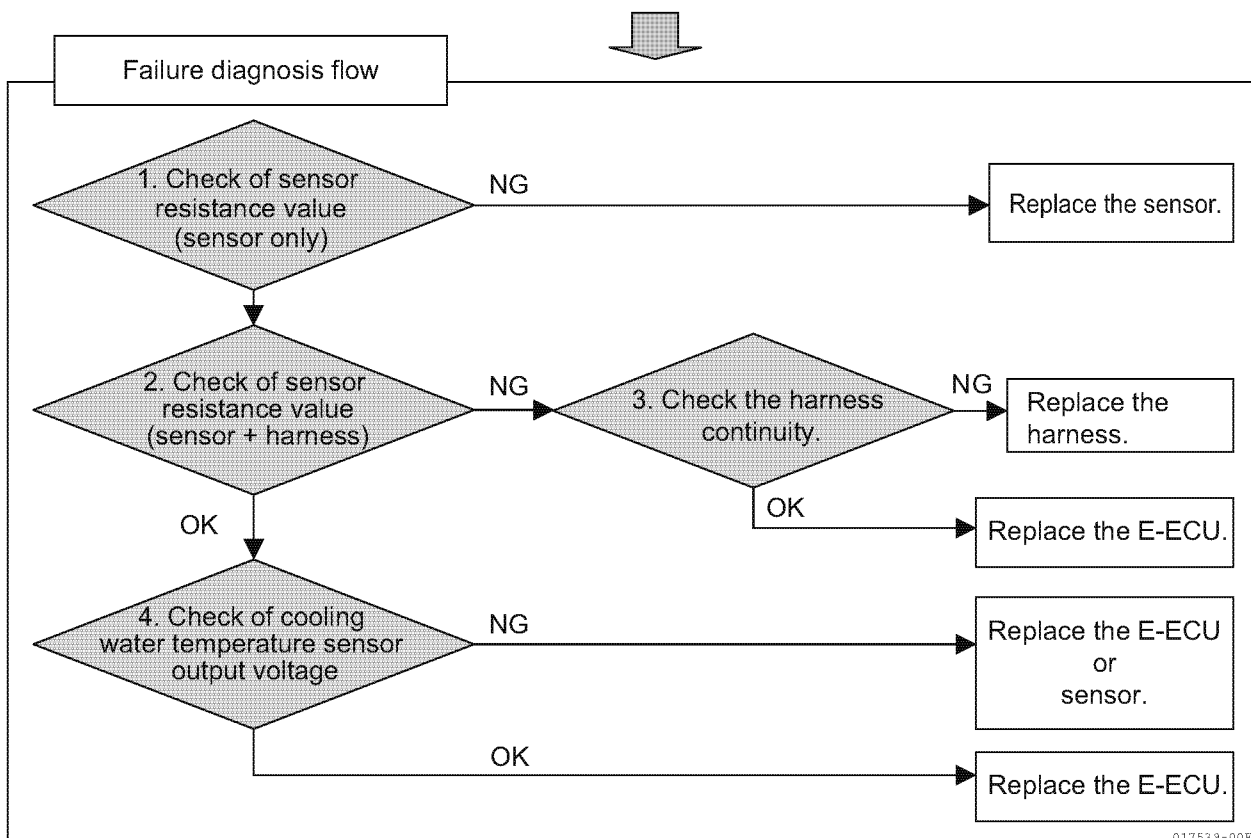 Failure diagnosis flow
1. Check of sensor
resistance value
(sensor only)
NG
Replace the sensor.
2. Check of sensor
resistance value
(sensor + harness)
NG
3. Check the harness
continuity.
NG
Replace the
harness.
OK
OK
Replace the E-ECU.
4. Check of cooling
water temperature sensor
output voltage
NG
Replace the E-ECU
or
sensor.
OK
Replace the E-ECU.